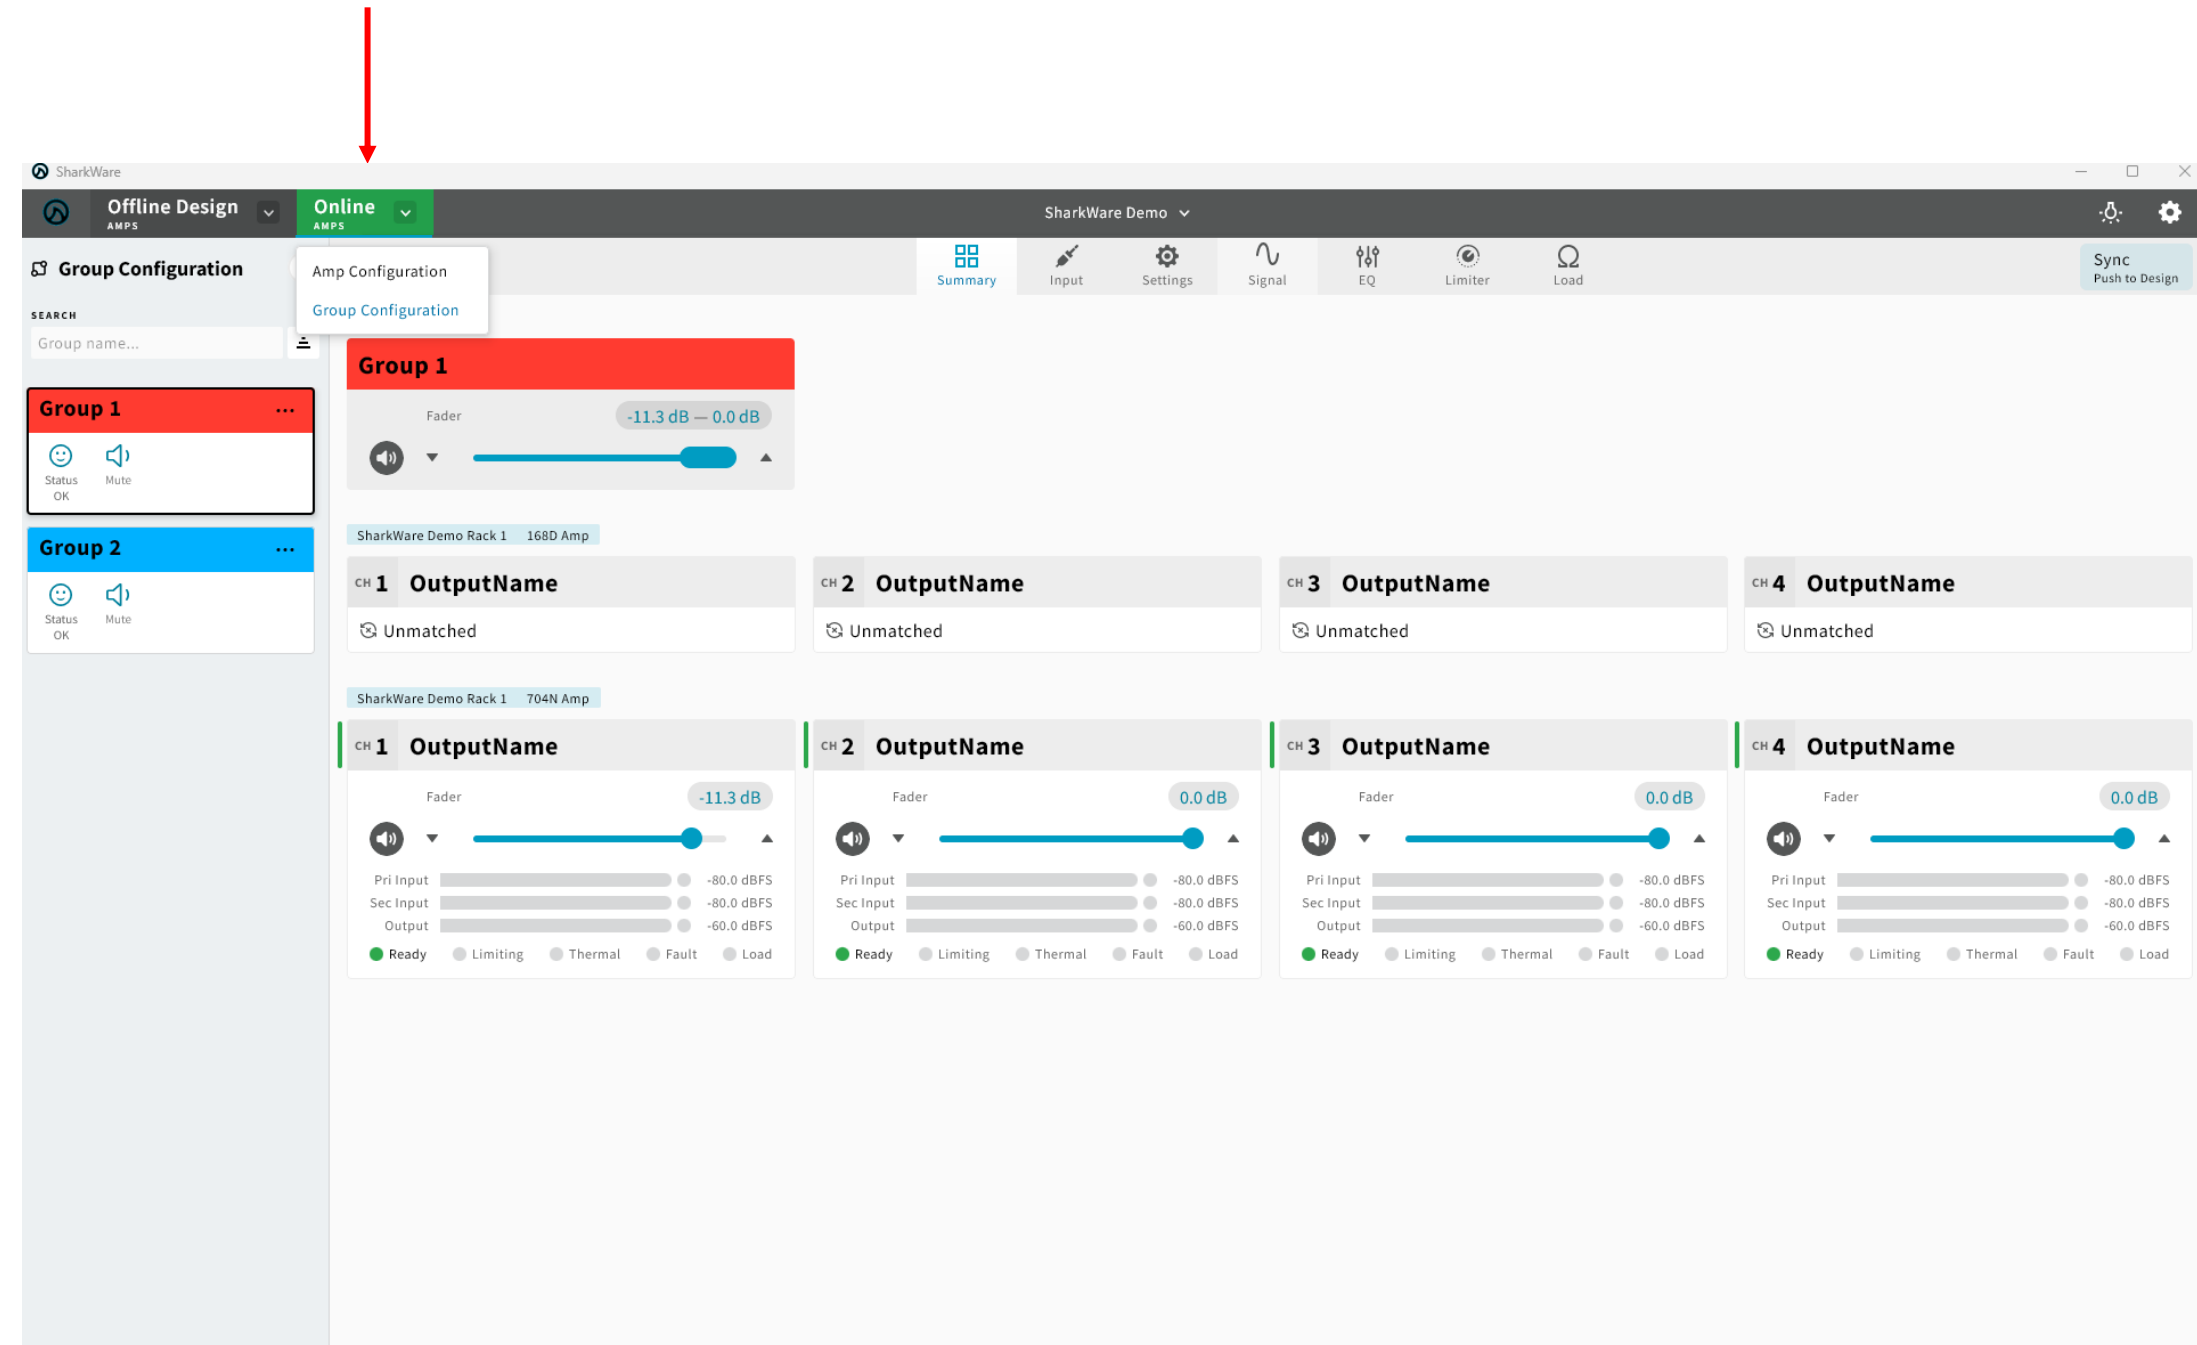 SharkWare
Offline Design
AMPS
Online
AMPS
SharkWare Demo
Group Configuration
Amp Configuration
Group Configuration
Summary
Input
Settings
Signal
EQ
Limiter
Load
Sync
Push to Design
SEARCH
Group name...
Group 1
Status
OK
Mute
Group 2
Status
OK
Mute
Group 1
Fader
-11.3 dB — 0.0 dB
SharkWare Demo Rack 1 168D Amp
CH 1 OutputName
Unmatched
CH 2 OutputName
Unmatched
CH 3 OutputName
Unmatched
CH 4 OutputName
Unmatched
SharkWare Demo Rack 1 704N Amp
CH 1 OutputName
Fader -11.3 dB
Pri Input -80.0 dBFS
Sec Input -80.0 dBFS
Output -60.0 dBFS
Ready Limiting Thermal Fault Load
CH 2 OutputName
Fader 0.0 dB
Pri Input -80.0 dBFS
Sec Input -80.0 dBFS
Output -60.0 dBFS
Ready Limiting Thermal Fault Load
CH 3 OutputName
Fader 0.0 dB
Pri Input -80.0 dBFS
Sec Input -80.0 dBFS
Output -60.0 dBFS
Ready Limiting Thermal Fault Load
CH 4 OutputName
Fader 0.0 dB
Pri Input -80.0 dBFS
Sec Input -80.0 dBFS
Output -60.0 dBFS
Ready Limiting Thermal Fault Load